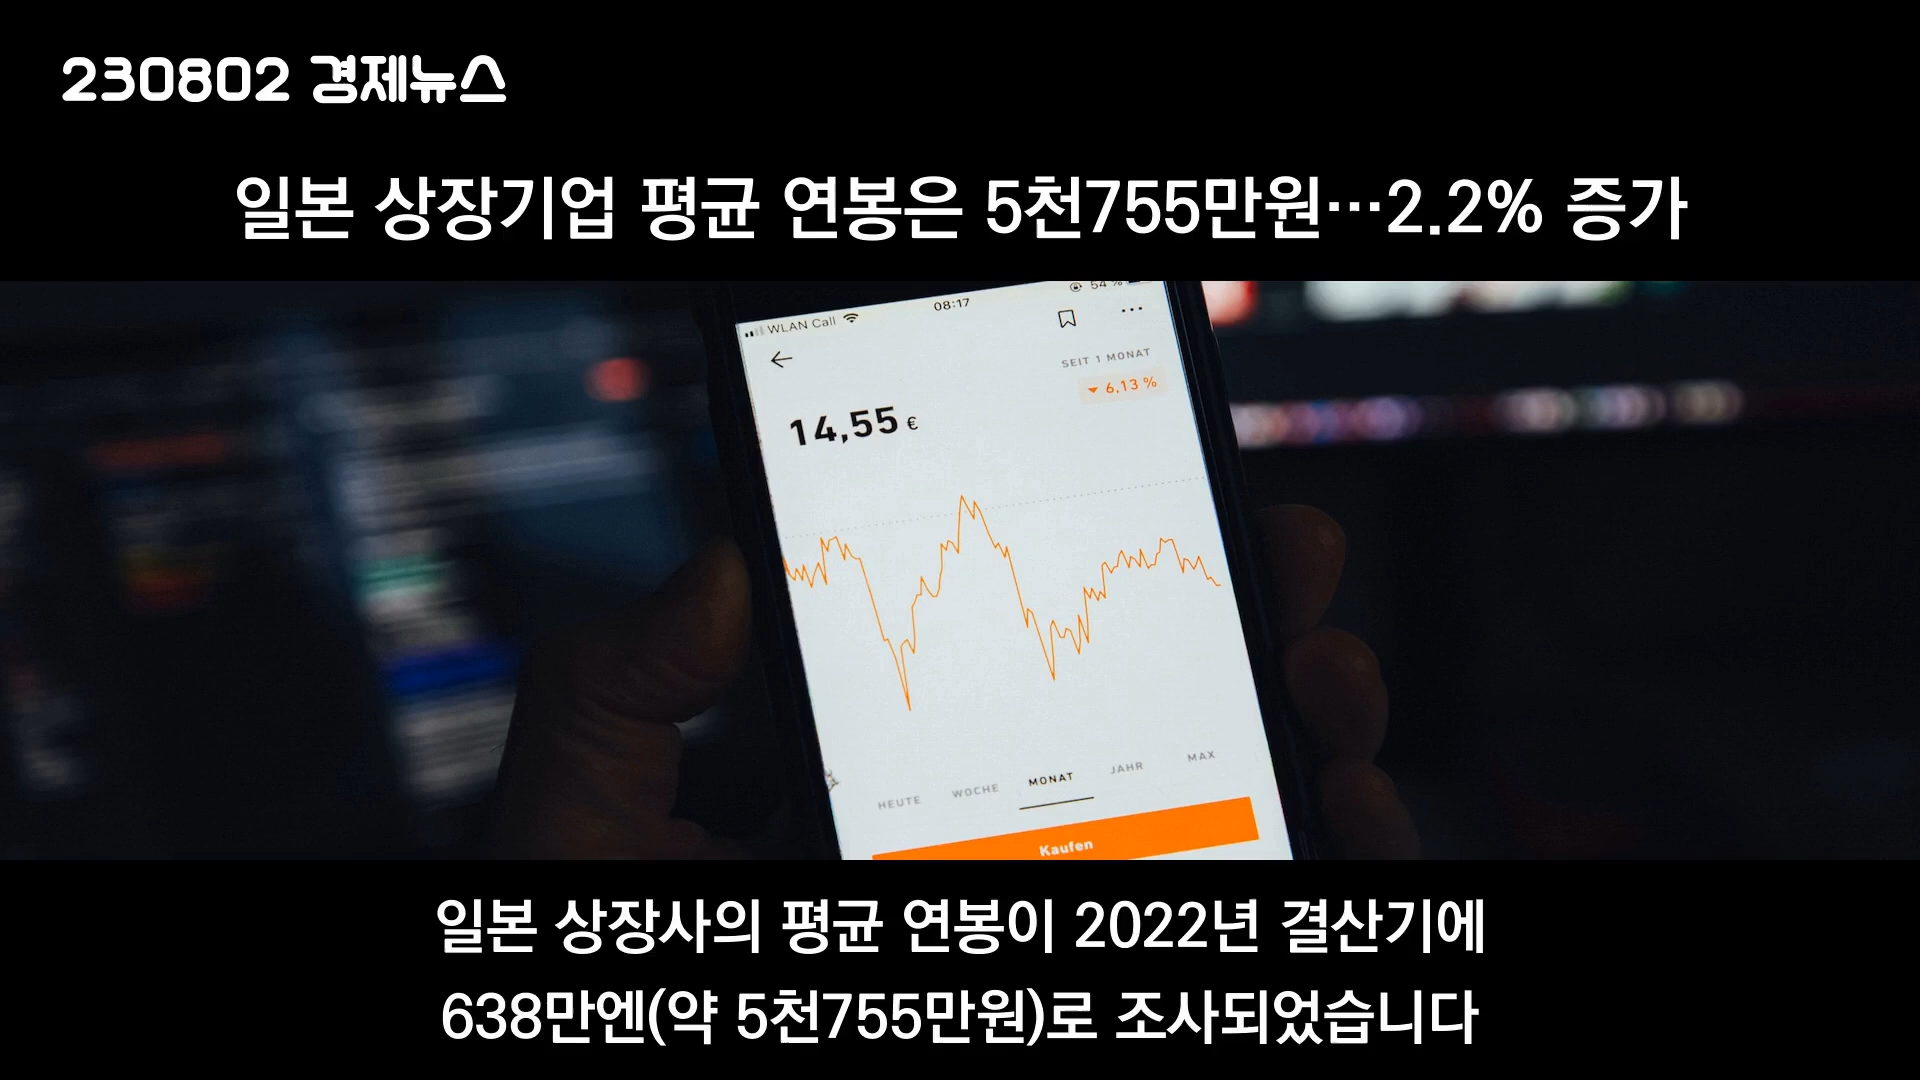 230802 경제뉴스
일본 상장기업 평균 연봉은 5천755만원…2.2% 증가
WLAN Call
08:17
54 %
SEIT 1 MONAT
6,13 %
14,55 €
HEUTE WOCHE MONAT JAHR MAX
Kaufen
일본 상장사의 평균 연봉이 2022년 결산기에
638만엔(약 5천755만원)로 조사되었습니다